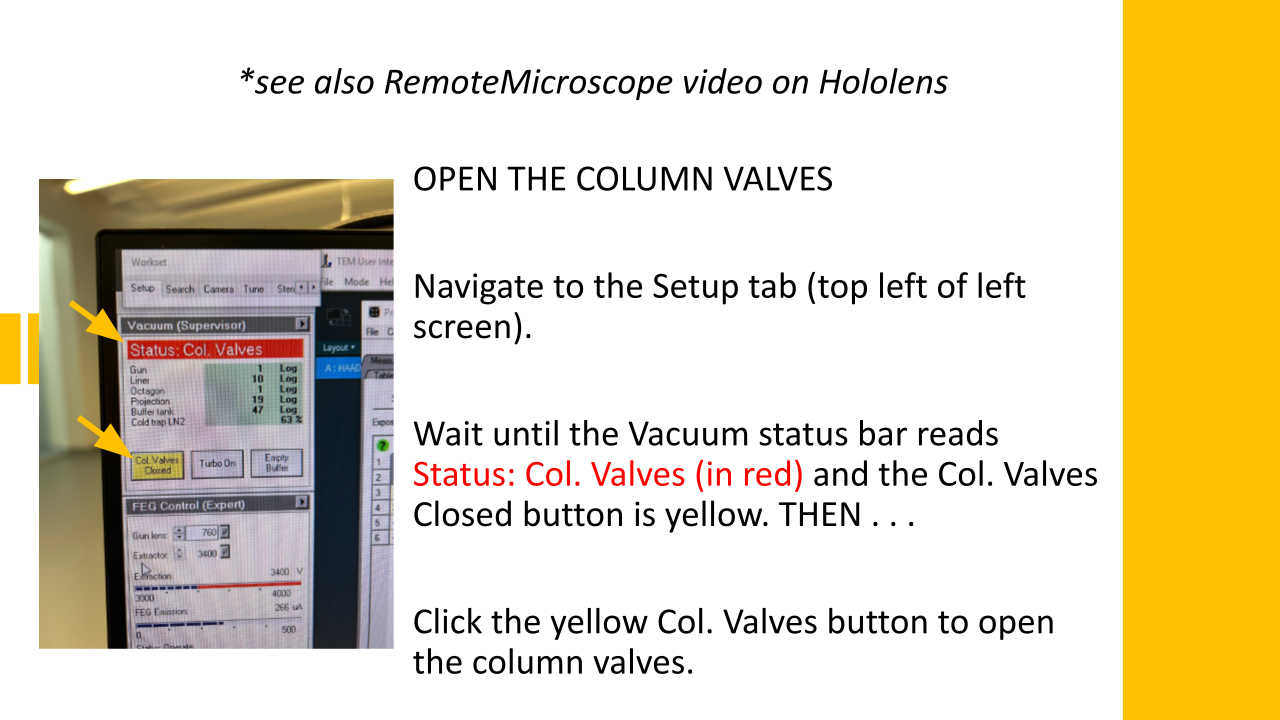 *see also RemoteMicroscope video on Hololens
OPEN THE COLUMN VALVES
Navigate to the Setup tab (top left of left
screen).
Wait until the Vacuum status bar reads
Status: Col. Valves (in red) and the Col. Valves
Closed button is yellow. THEN . . .
Click the yellow Col. Valves button to open
the column valves.
Workset
Setup Search Camera Tune
Vacuum (Supervisor)
Status: Col. Valves
Gun 1 Log
Liner 10 Log
Octagon 1 Log
Projection 19 Log
Buffer tank 47 Log
Cold trap LN2 63 %
Col. Valves
Closed
Turbo On
Empty
Buffer
FEG Control (Expert)
Gun lens: 760
Extractor: 3400
Extraction 3400 V
3000 4000
FEG Emission: 266 uA
0 500
TEM User
File Mode
Layout
A : HAAD
File
?
1
2
3
4
5
6